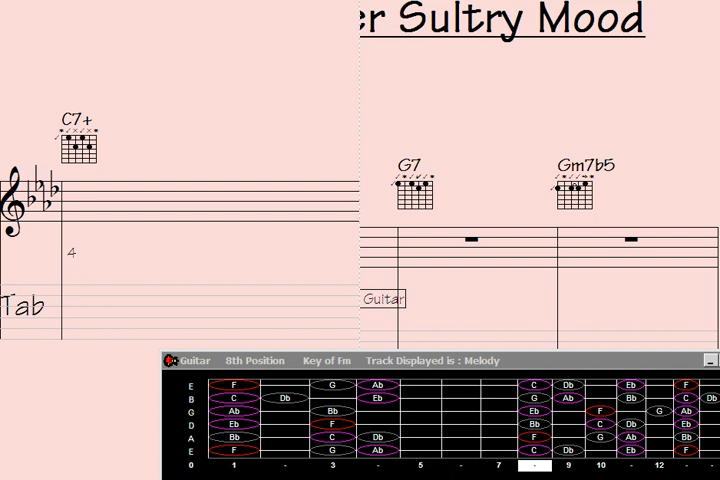 er Sultry Mood
C7+
G7 Gm7b5
4
Guitar
Tab
Guitar 8th Position Key of Fm Track Displayed is : Melody
E F G Ab C Db Eb F
B C Db Eb G Ab Bb C Db
G Ab Bb Eb F G Ab
D Eb F Bb C Db Eb
A Bb C Db F G Ab Bb
E F G Ab C Db Eb F
0 1 - 3 - 5 - 7 - 9 10 - 12 - -